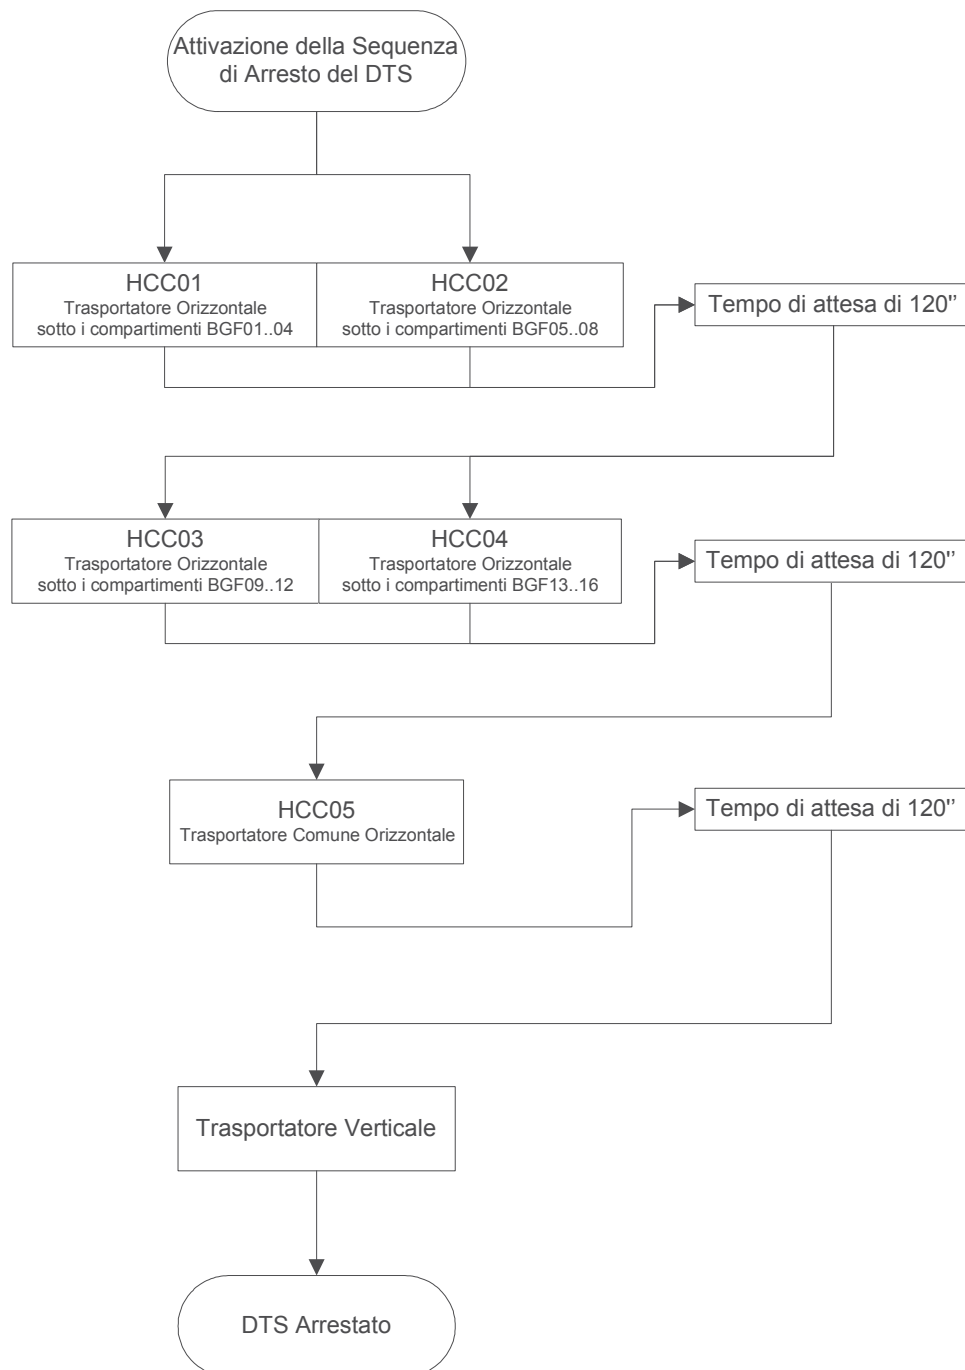 Attivazione della Sequenza
di Arresto del DTS
HCC01
Trasportatore Orizzontale
sotto i compartimenti BGF01..04
HCC02
Trasportatore Orizzontale
sotto i compartimenti BGF05..08
Tempo di attesa di 120"
HCC03
Trasportatore Orizzontale
sotto i compartimenti BGF09..12
HCC04
Trasportatore Orizzontale
sotto i compartimenti BGF13..16
Tempo di attesa di 120"
HCC05
Trasportatore Comune Orizzontale
Tempo di attesa di 120"
Trasportatore Verticale
DTS Arrestato